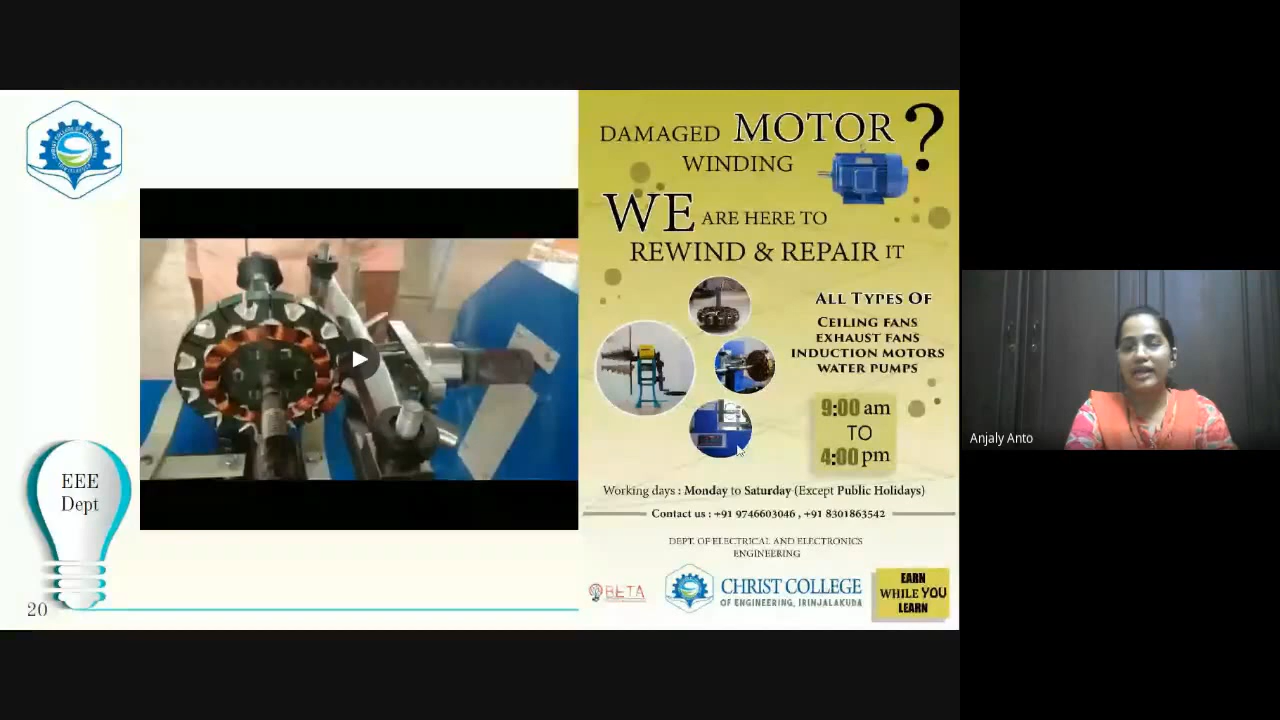 EEE
Dept
20
DAMAGED MOTOR ?
WINDING
WE ARE HERE TO
REWIND & REPAIR IT
ALL TYPES OF
CEILING FANS
EXHAUST FANS
INDUCTION MOTORS
WATER PUMPS
9:00 am
TO
4:00 pm
Working days : Monday to Saturday (Except Public Holidays)
Contact us : +91 9746603046 , +91 8301863542
DEPT. OF ELECTRICAL AND ELECTRONICS
ENGINEERING
BETA
CHRIST COLLEGE
OF ENGINEERING, IRINJALAKUDA
EARN
WHILE YOU
LEARN
Anjaly Anto